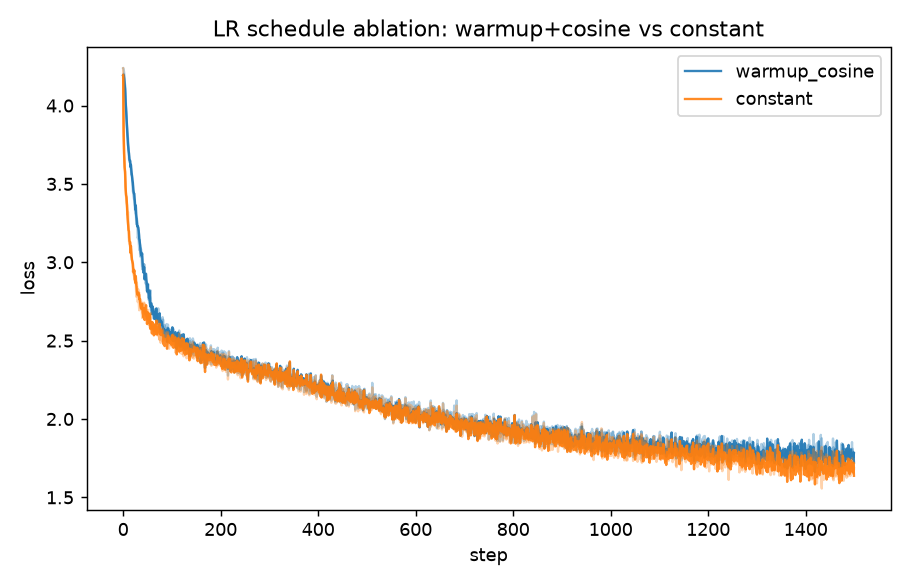 LR schedule ablation: warmup+cosine vs constant
warmup_cosine
constant
4.0
3.5
3.0
2.5
2.0
1.5
loss
0 200 400 600 800 1000 1200 1400
step